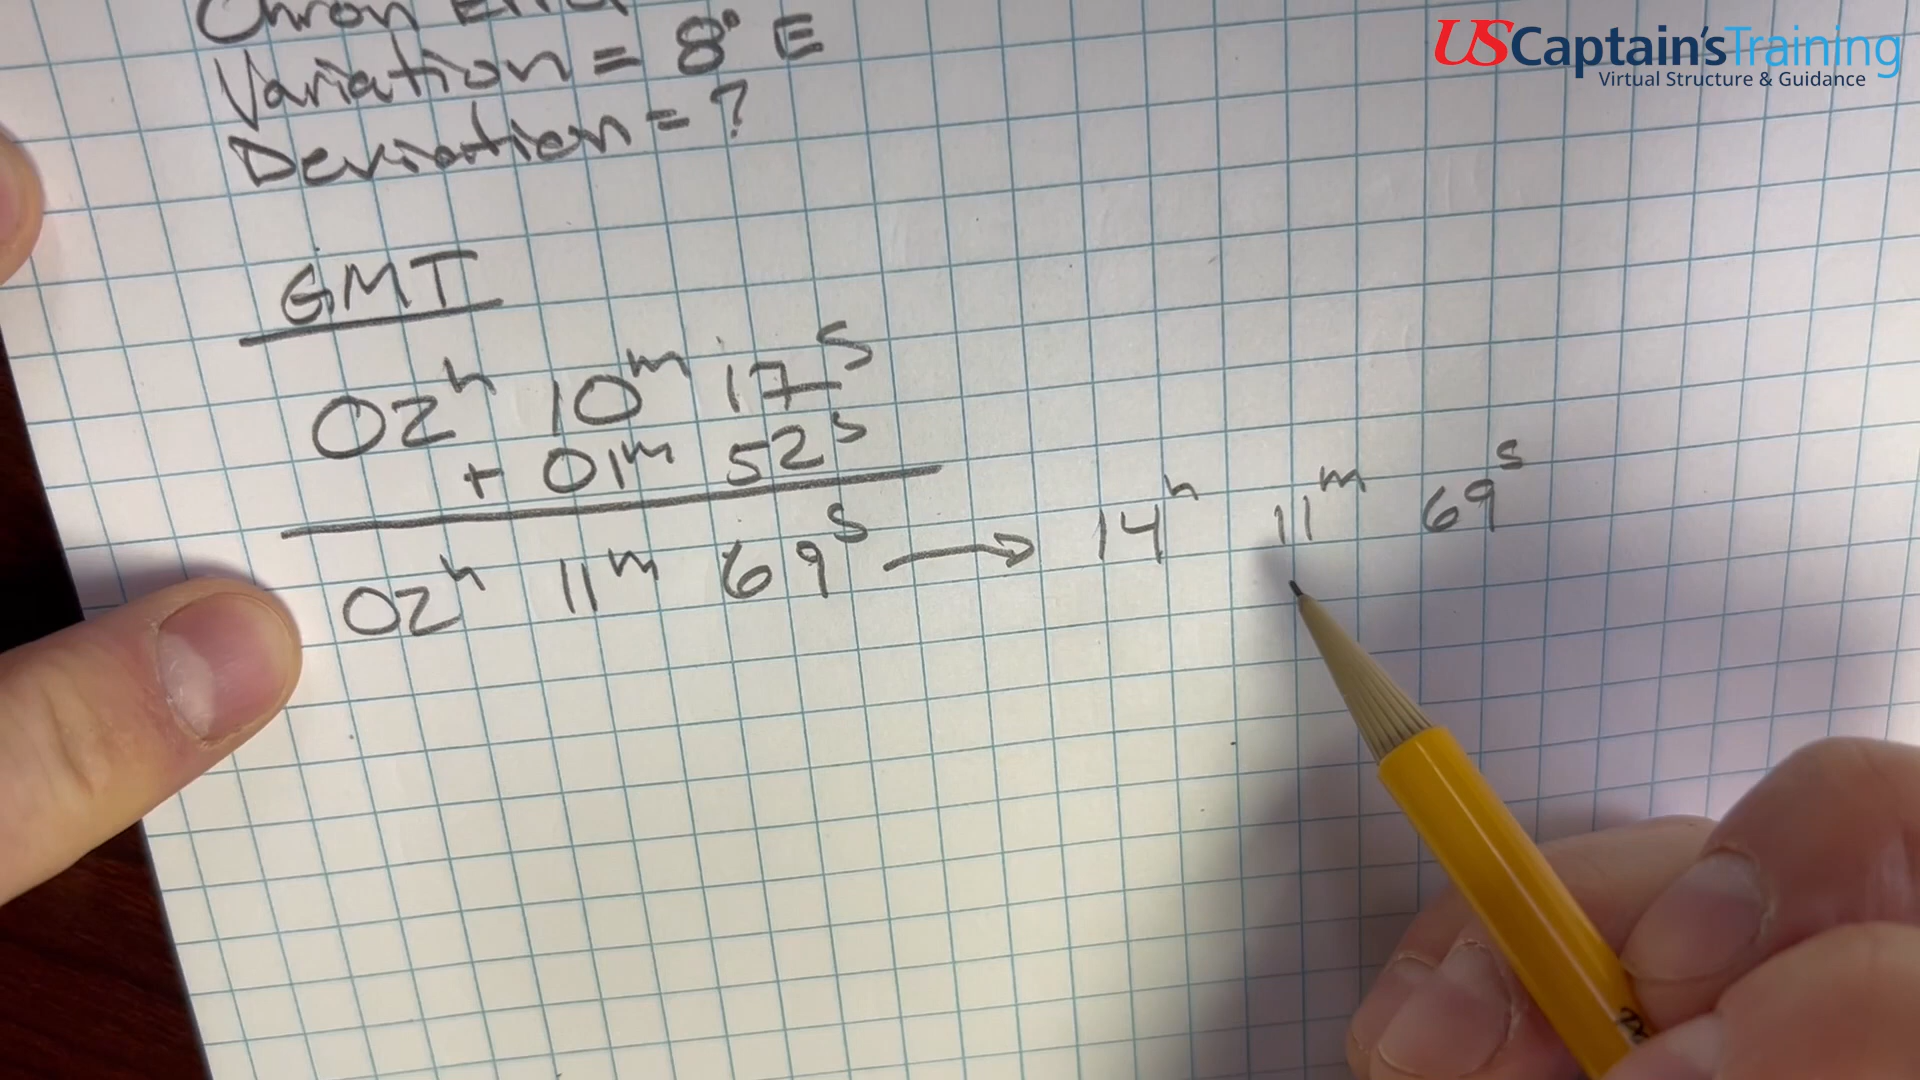 USCaptain'sTraining
Virtual Structure & Guidance
Chron
Variation = 8° E
Deviation = ?
GMT
02h 10m 17s
+ 01m 52s
02h 11m 69s → 14h 11m 69s